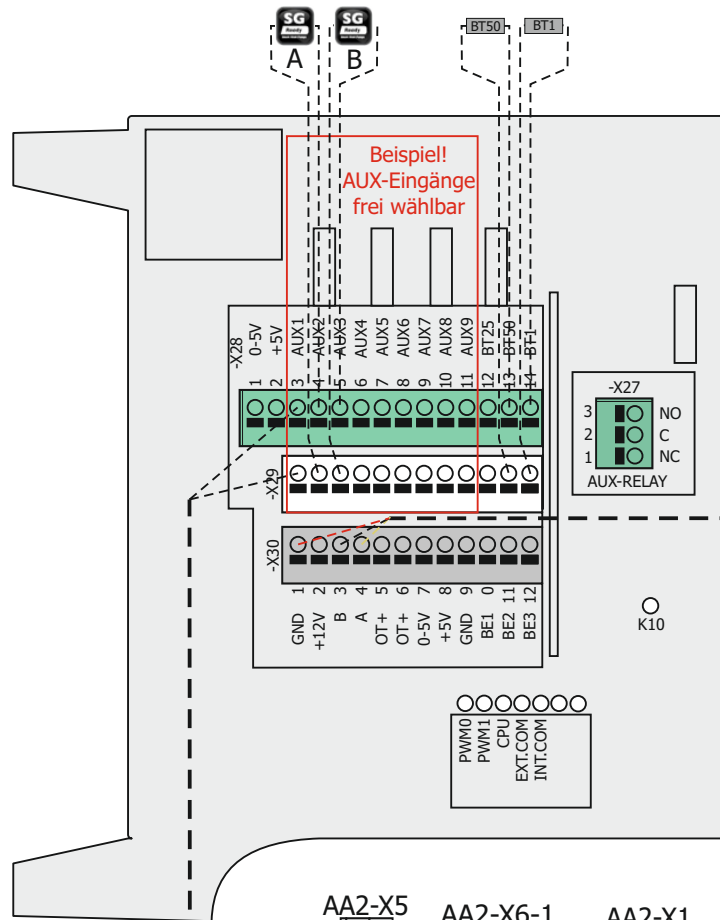 SG
Ready
A
SG
Ready
B
BT50
BT1
Beispiel!
AUX-Eingänge
frei wählbar
-X28
0-5V
+5V
AUX1
AUX2
AUX3
AUX4
AUX5
AUX6
AUX7
AUX8
AUX9
BT25
BT50
BT1
1
2
3
4
5
6
7
8
9
10
11
12
13
14
-X27
3
NO
2
C
1
NC
AUX-RELAY
-X29
-X30
1
2
3
4
5
6
7
8
9
0
11
12
GND
+12V
B
A
OT+
OT+
0-5V
+5V
GND
BE1
BE2
BE3
K10
PWM0
PWM1
CPU
EXT.COM
INT.COM
AA2-X5
AA2-X6-1
AA2-X1